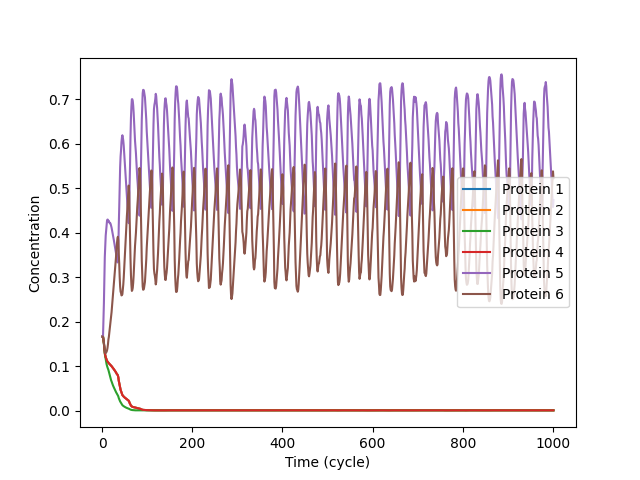 Concentration
0.7
0.6
0.5
0.4
0.3
0.2
0.1
0.0
Protein 1
Protein 2
Protein 3
Protein 4
Protein 5
Protein 6
0 200 400 600 800 1000
Time (cycle)